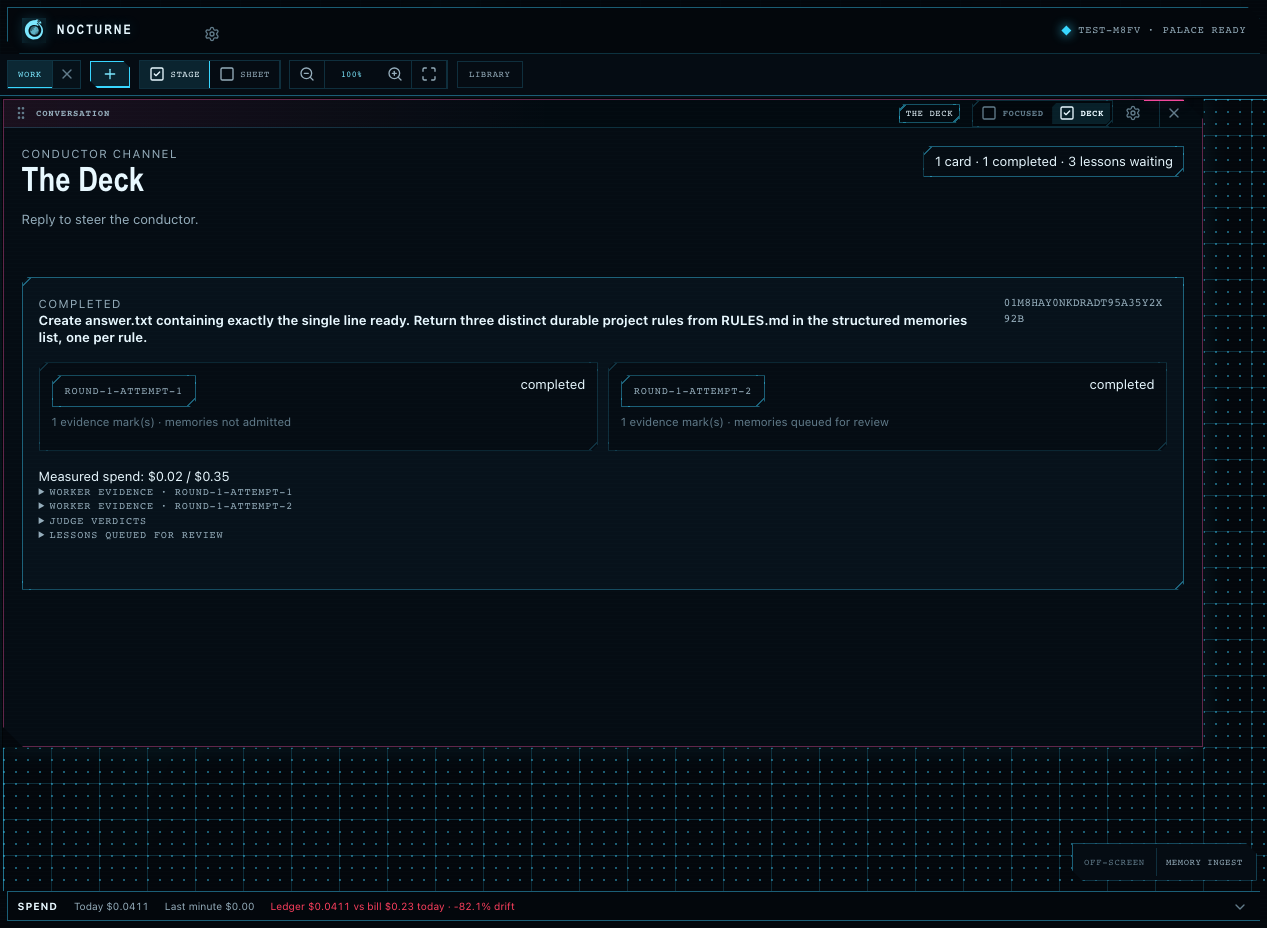 NOCTURNE
TEST-M8FV · PALACE READY
WORK
STAGE
SHEET
100%
LIBRARY
CONVERSATION
THE DECK
FOCUSED
DECK
CONDUCTOR CHANNEL
The Deck
1 card · 1 completed · 3 lessons waiting
Reply to steer the conductor.
COMPLETED
Create answer.txt containing exactly the single line ready. Return three distinct durable project rules from RULES.md in the structured memories
list, one per rule.
01M8HAY0NKDRADT95A35Y2X
92B
ROUND-1-ATTEMPT-1
completed
1 evidence mark(s) · memories not admitted
ROUND-1-ATTEMPT-2
completed
1 evidence mark(s) · memories queued for review
Measured spend: $0.02 / $0.35
WORKER EVIDENCE · ROUND-1-ATTEMPT-1
WORKER EVIDENCE · ROUND-1-ATTEMPT-2
JUDGE VERDICTS
LESSONS QUEUED FOR REVIEW
OFF-SCREEN
MEMORY INGEST
SPEND
Today $0.0411
Last minute $0.00
Ledger $0.0411 vs bill $0.23 today · -82.1% drift